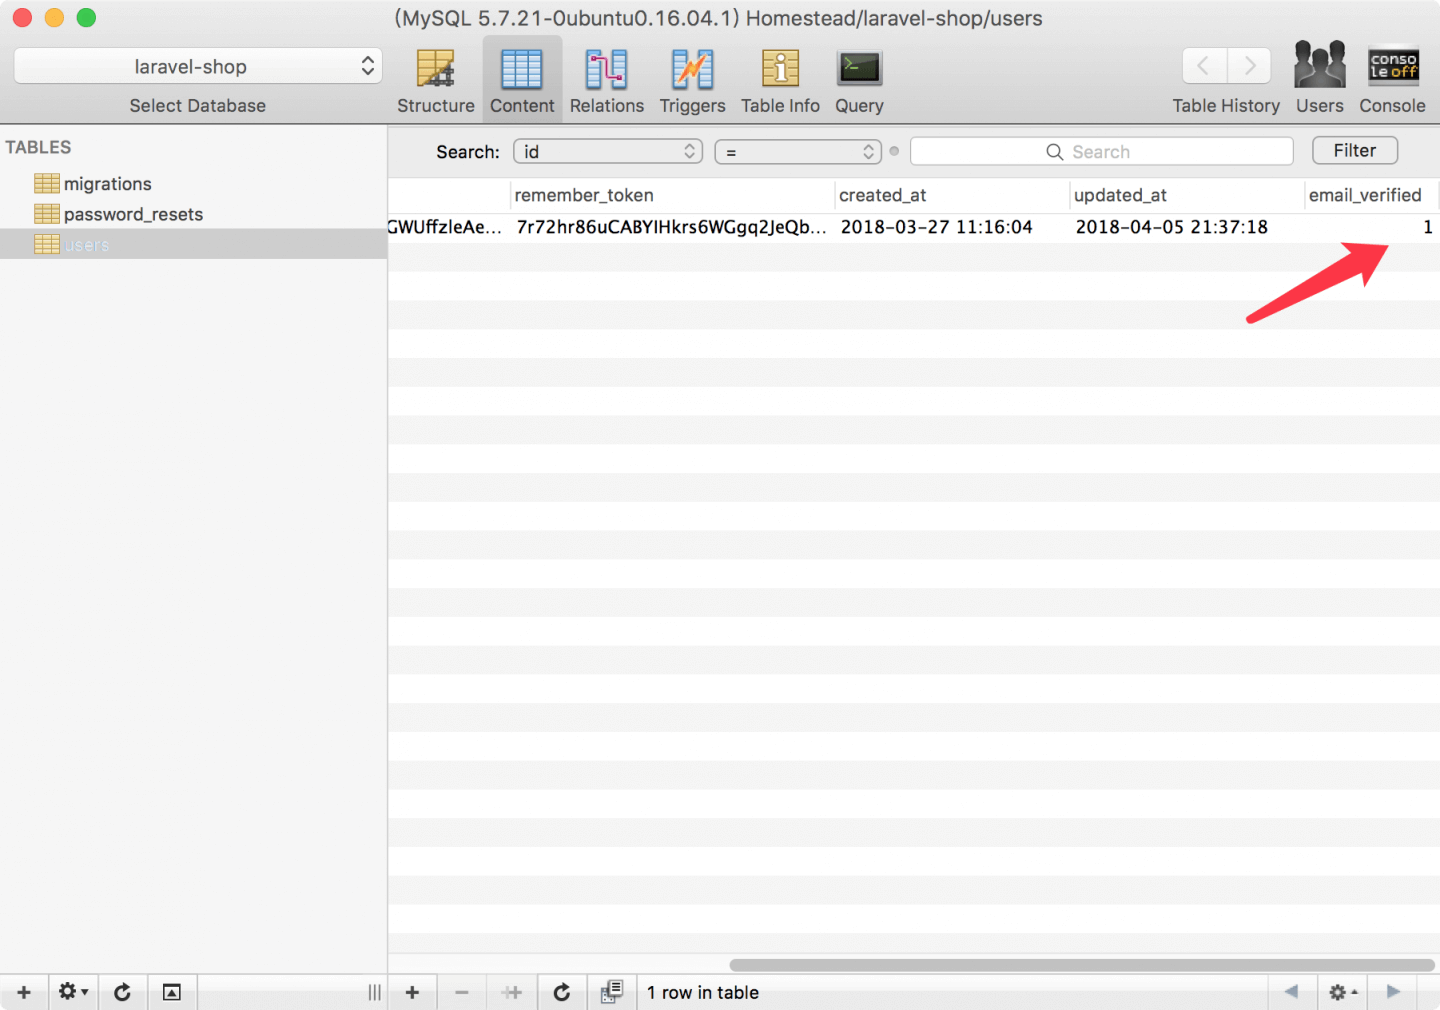 (MySQL 5.7.21-0ubuntu0.16.04.1) Homestead/laravel-shop/users
laravel-shop
Select Database
Structure
Content
Relations
Triggers
Table Info
Query
Table History
Users
conso
le off
Console
TABLES
migrations
password_resets
users
Search:
id
=
Search
Filter
remember_token
created_at
updated_at
email_verified
GWUffzleAe...
7r72hr86uCABYIHkrs6WGgq2JeQb...
2018-03-27 11:16:04
2018-04-05 21:37:18
1
1 row in table